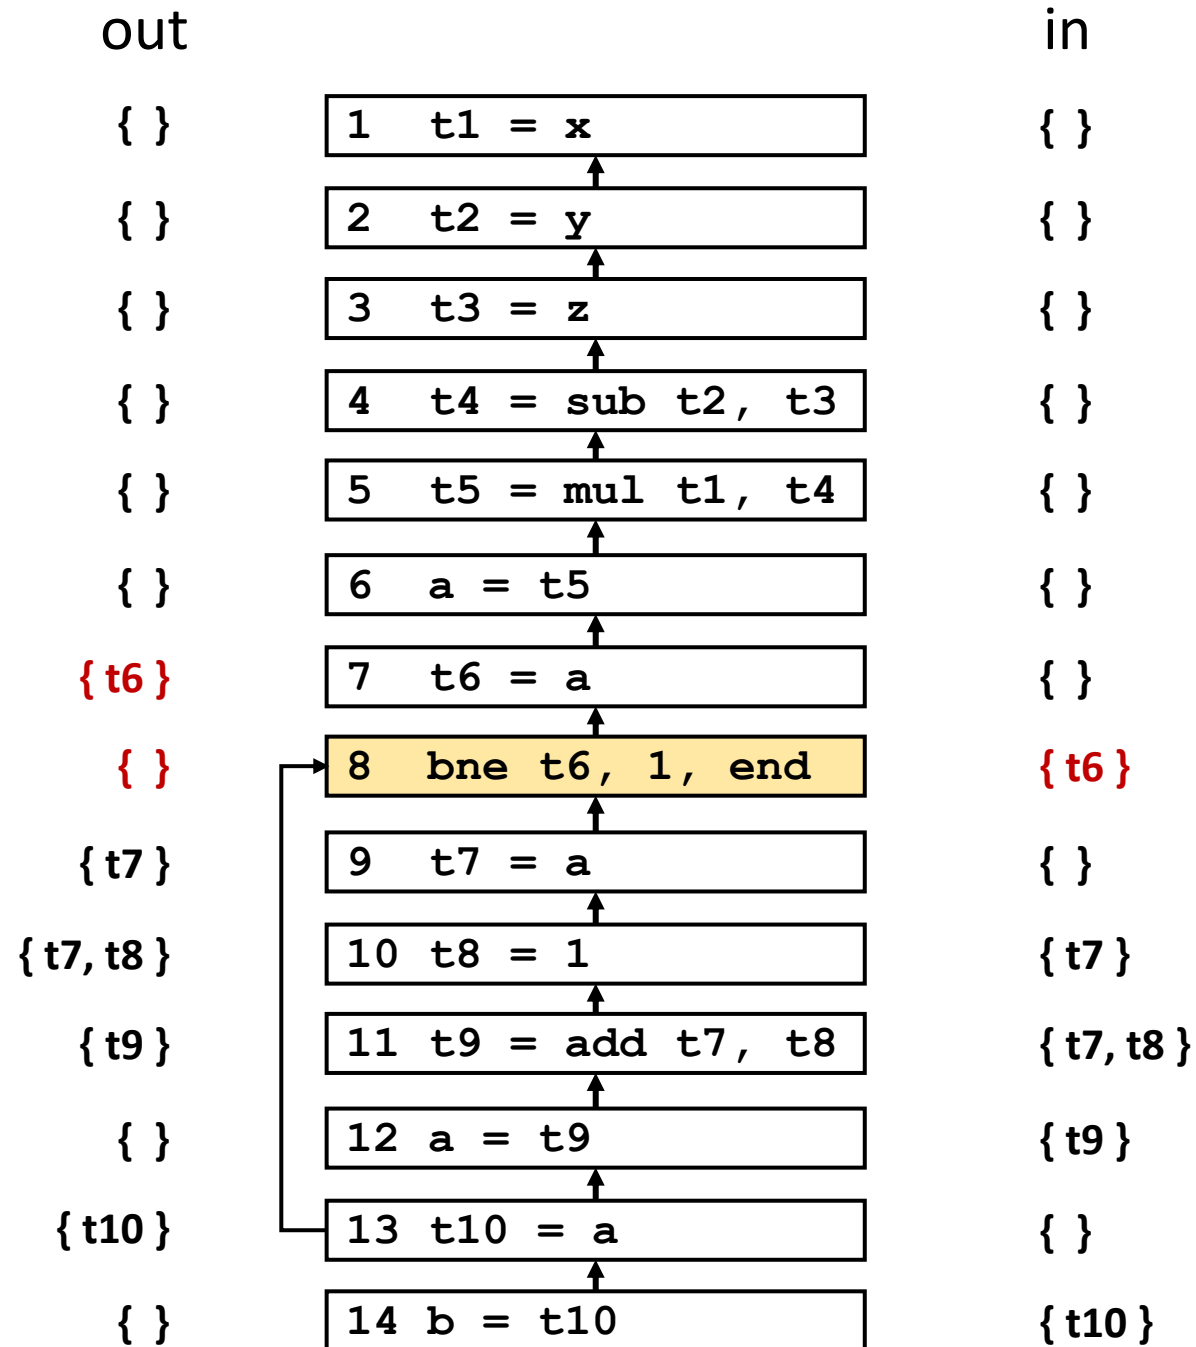 out in
{ } 1 t1 = x { }
{ } 2 t2 = y { }
{ } 3 t3 = z { }
{ } 4 t4 = sub t2, t3 { }
{ } 5 t5 = mul t1, t4 { }
{ } 6 a = t5 { }
{ t6 } 7 t6 = a { }
{ } 8 bne t6, 1, end { t6 }
{ t7 } 9 t7 = a { }
{ t7, t8 } 10 t8 = 1 { t7 }
{ t9 } 11 t9 = add t7, t8 { t7, t8 }
{ } 12 a = t9 { t9 }
{ t10 } 13 t10 = a { }
{ } 14 b = t10 { t10 }